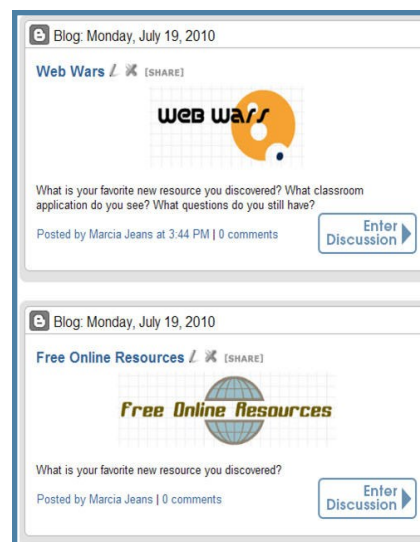 Blog: Monday, July 19, 2010
Web Wars [SHARE]
web wars
What is your favorite new resource you discovered? What classroom
application do you see? What questions do you still have?
Posted by Marcia Jeans at 3:44 PM | 0 comments
Enter
Discussion
Blog: Monday, July 19, 2010
Free Online Resources [SHARE]
Free Online Resources
What is your favorite new resource you discovered?
Posted by Marcia Jeans | 0 comments
Enter
Discussion